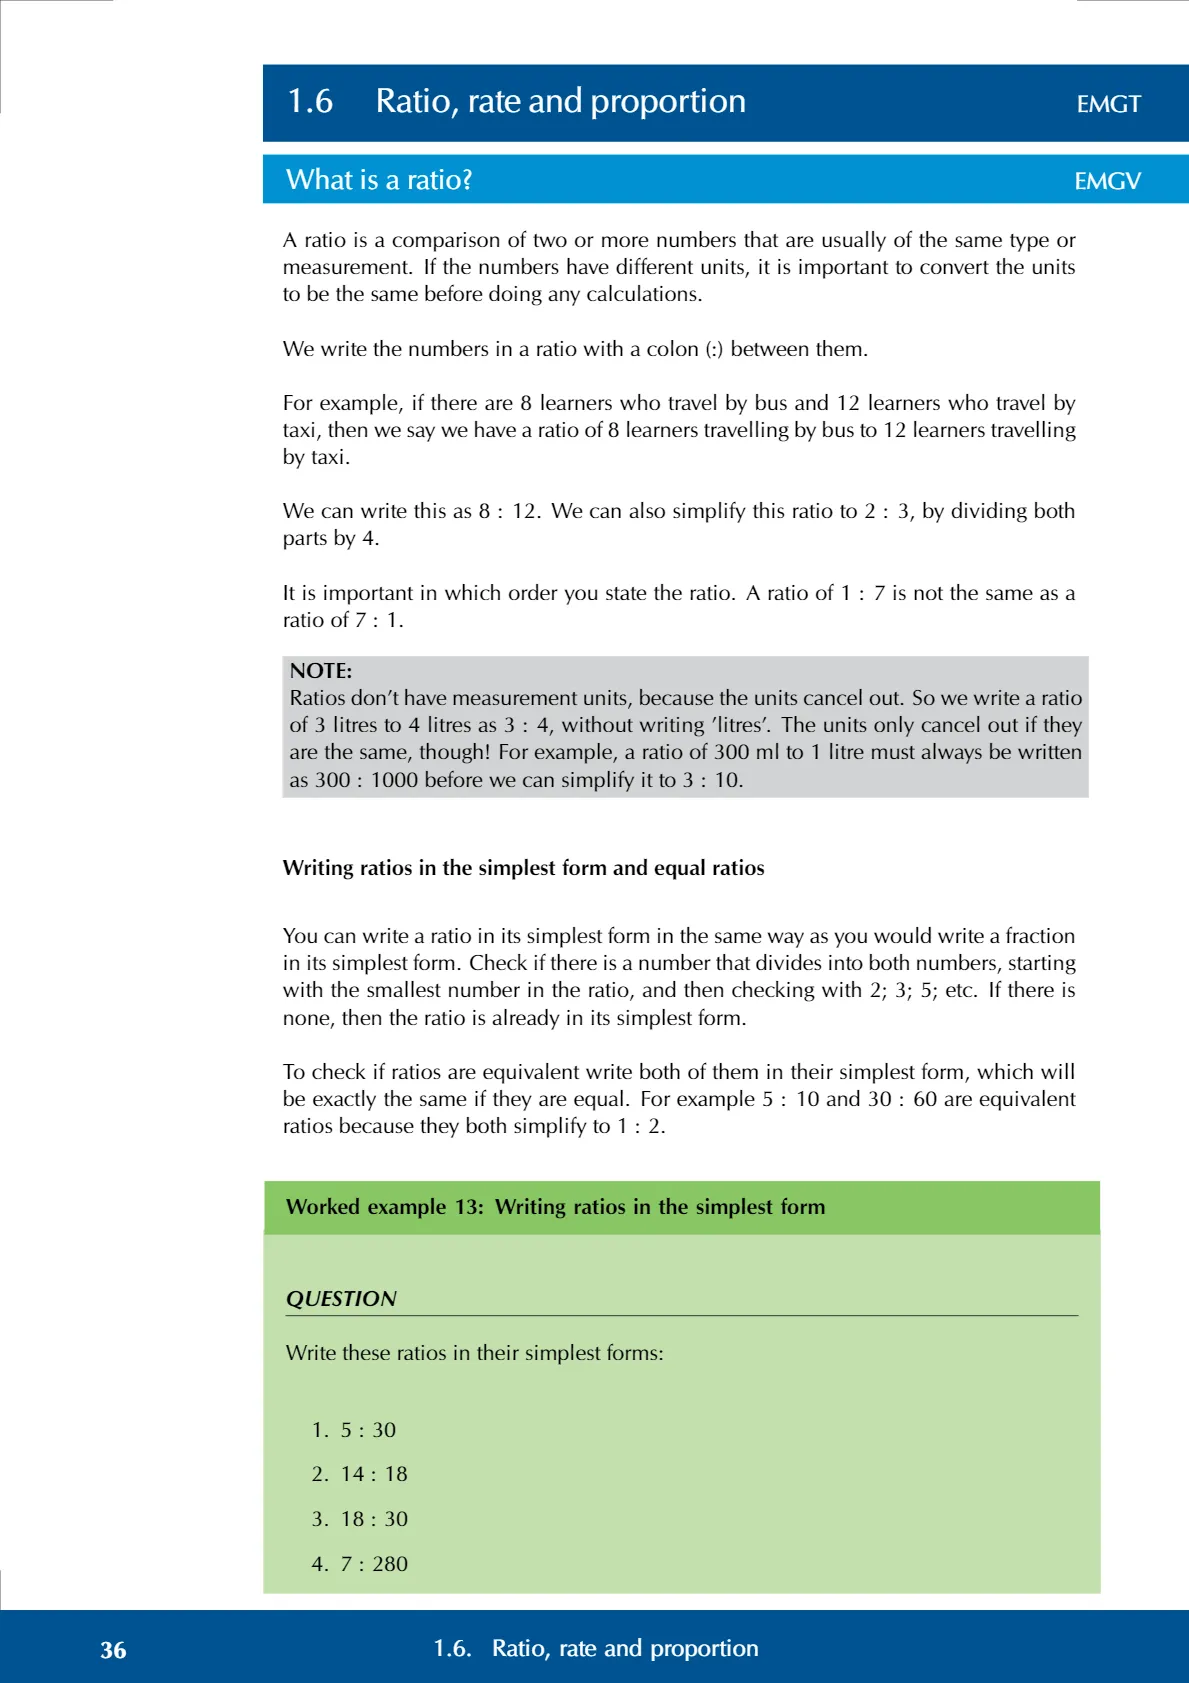 1.6 Ratio, rate and proportion EMGT
What is a ratio? EMGV
A ratio is a comparison of two or more numbers that are usually of the same type or
measurement. If the numbers have different units, it is important to convert the units
to be the same before doing any calculations.
We write the numbers in a ratio with a colon (:) between them.
For example, if there are 8 learners who travel by bus and 12 learners who travel by
taxi, then we say we have a ratio of 8 learners travelling by bus to 12 learners travelling
by taxi.
We can write this as 8 : 12. We can also simplify this ratio to 2 : 3, by dividing both
parts by 4.
It is important in which order you state the ratio. A ratio of 1 : 7 is not the same as a
ratio of 7 : 1.
NOTE:
Ratios don’t have measurement units, because the units cancel out. So we write a ratio
of 3 litres to 4 litres as 3 : 4, without writing ’litres’. The units only cancel out if they
are the same, though! For example, a ratio of 300 ml to 1 litre must always be written
as 300 : 1000 before we can simplify it to 3 : 10.
Writing ratios in the simplest form and equal ratios
You can write a ratio in its simplest form in the same way as you would write a fraction
in its simplest form. Check if there is a number that divides into both numbers, starting
with the smallest number in the ratio, and then checking with 2; 3; 5; etc. If there is
none, then the ratio is already in its simplest form.
To check if ratios are equivalent write both of them in their simplest form, which will
be exactly the same if they are equal. For example 5 : 10 and 30 : 60 are equivalent
ratios because they both simplify to 1 : 2.
Worked example 13: Writing ratios in the simplest form
QUESTION
Write these ratios in their simplest forms:
1. 5 : 30
2. 14 : 18
3. 18 : 30
4. 7 : 280
36 1.6. Ratio, rate and proportion